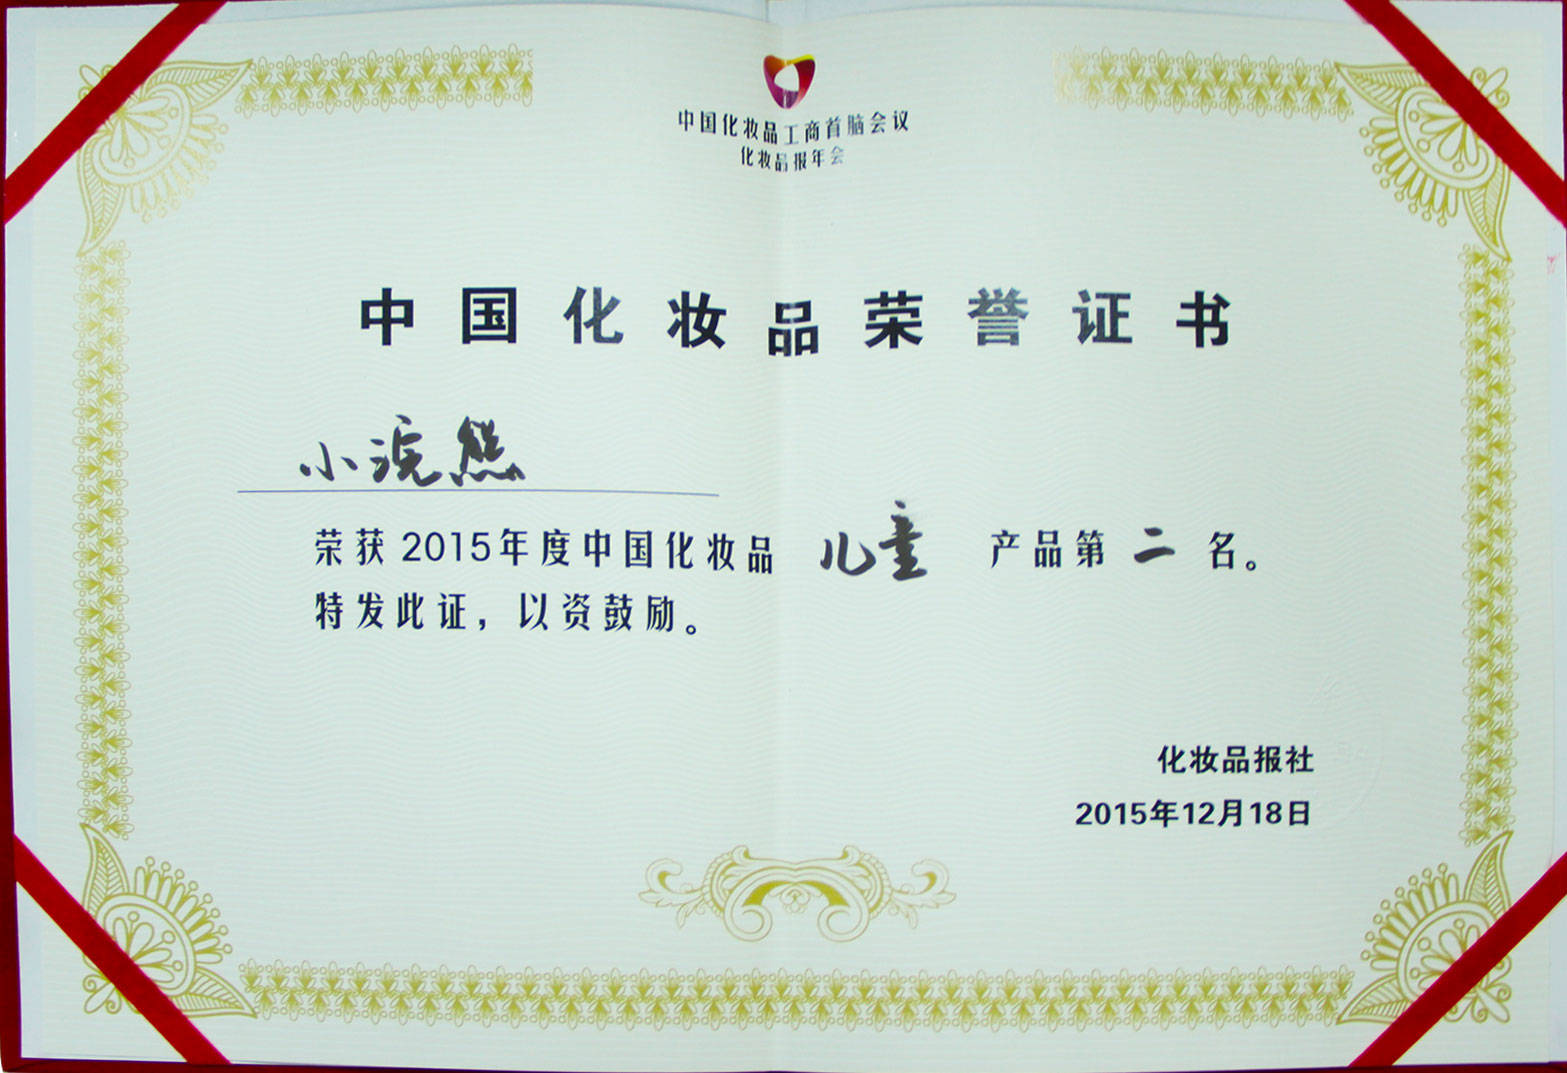 中国化妆品工商首脑会议
化妆品报年会
中国化妆品荣誉证书
小浣熊
荣获2015年度中国化妆品 儿童 产品第 二 名。
特发此证，以资鼓励。
化妆品报社
2015年12月18日